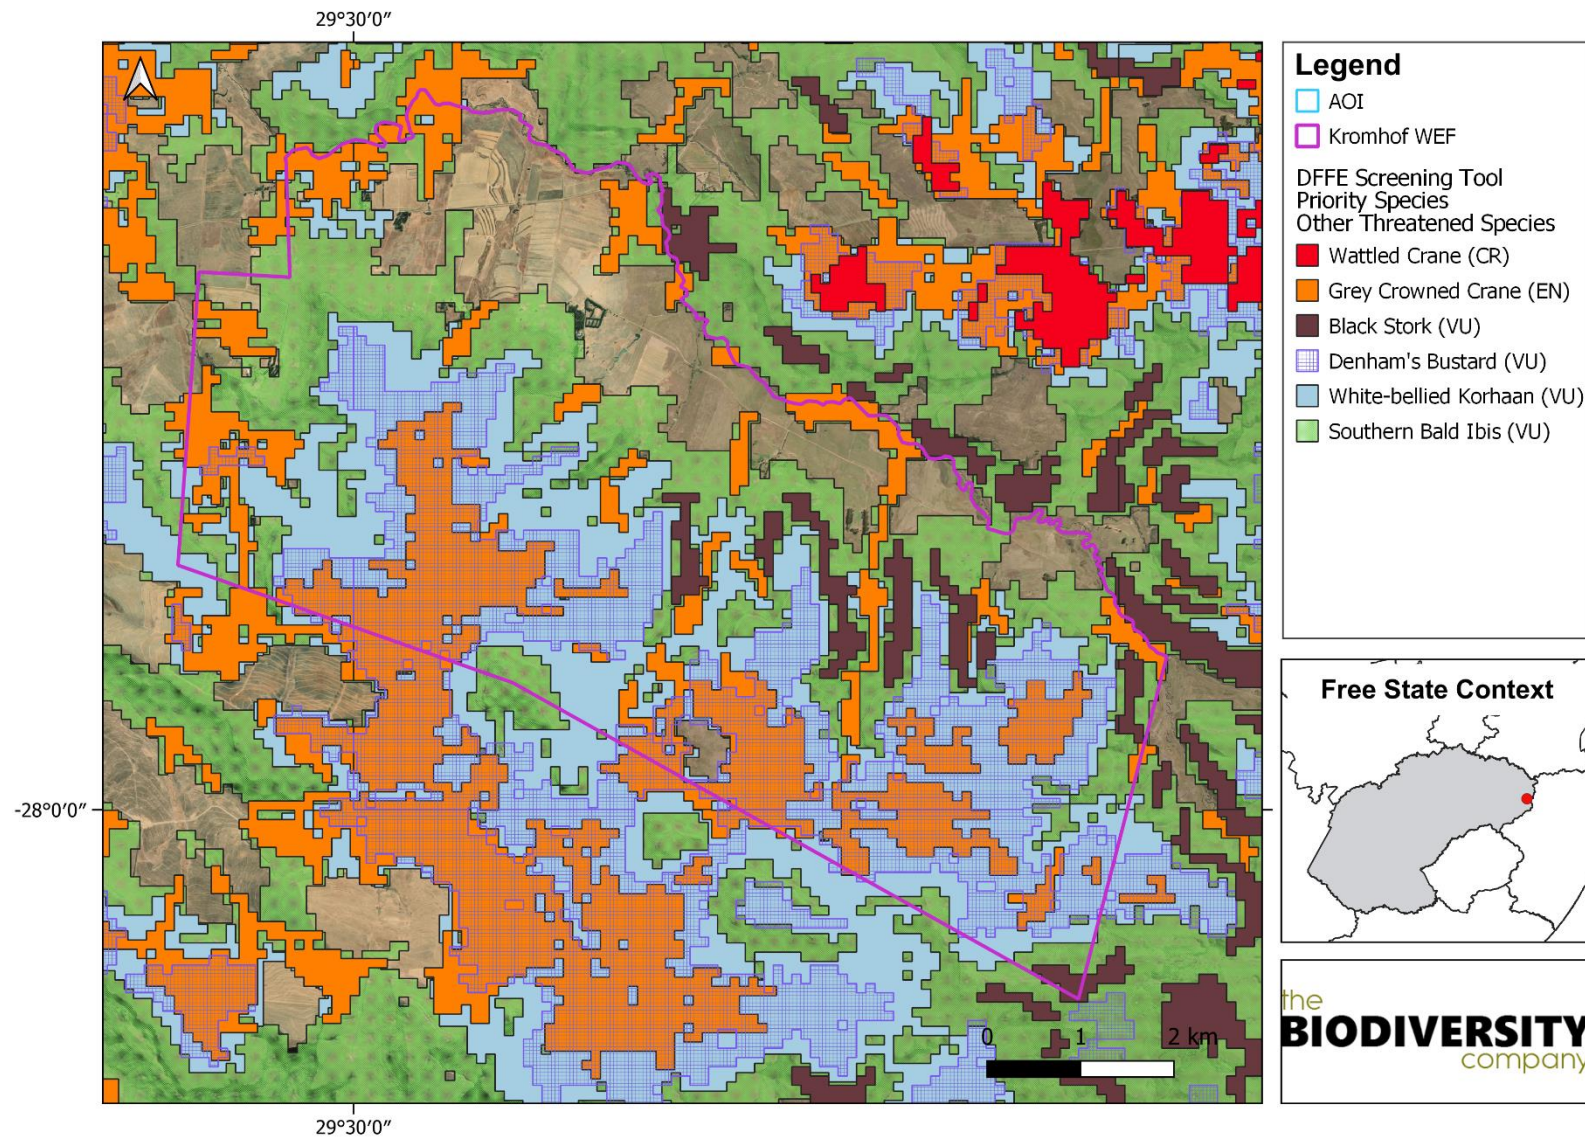 29°30′0″
Legend
AOI
Kromhof WEF
DFFE Screening Tool
Priority Species
Other Threatened Species
Wattled Crane (CR)
Grey Crowned Crane (EN)
Black Stork (VU)
Denham's Bustard (VU)
White-bellied Korhaan (VU)
Southern Bald Ibis (VU)
Free State Context
-28°0′0″
the
BIODIVERSITY
company
0 1 2 km
29°30′0″